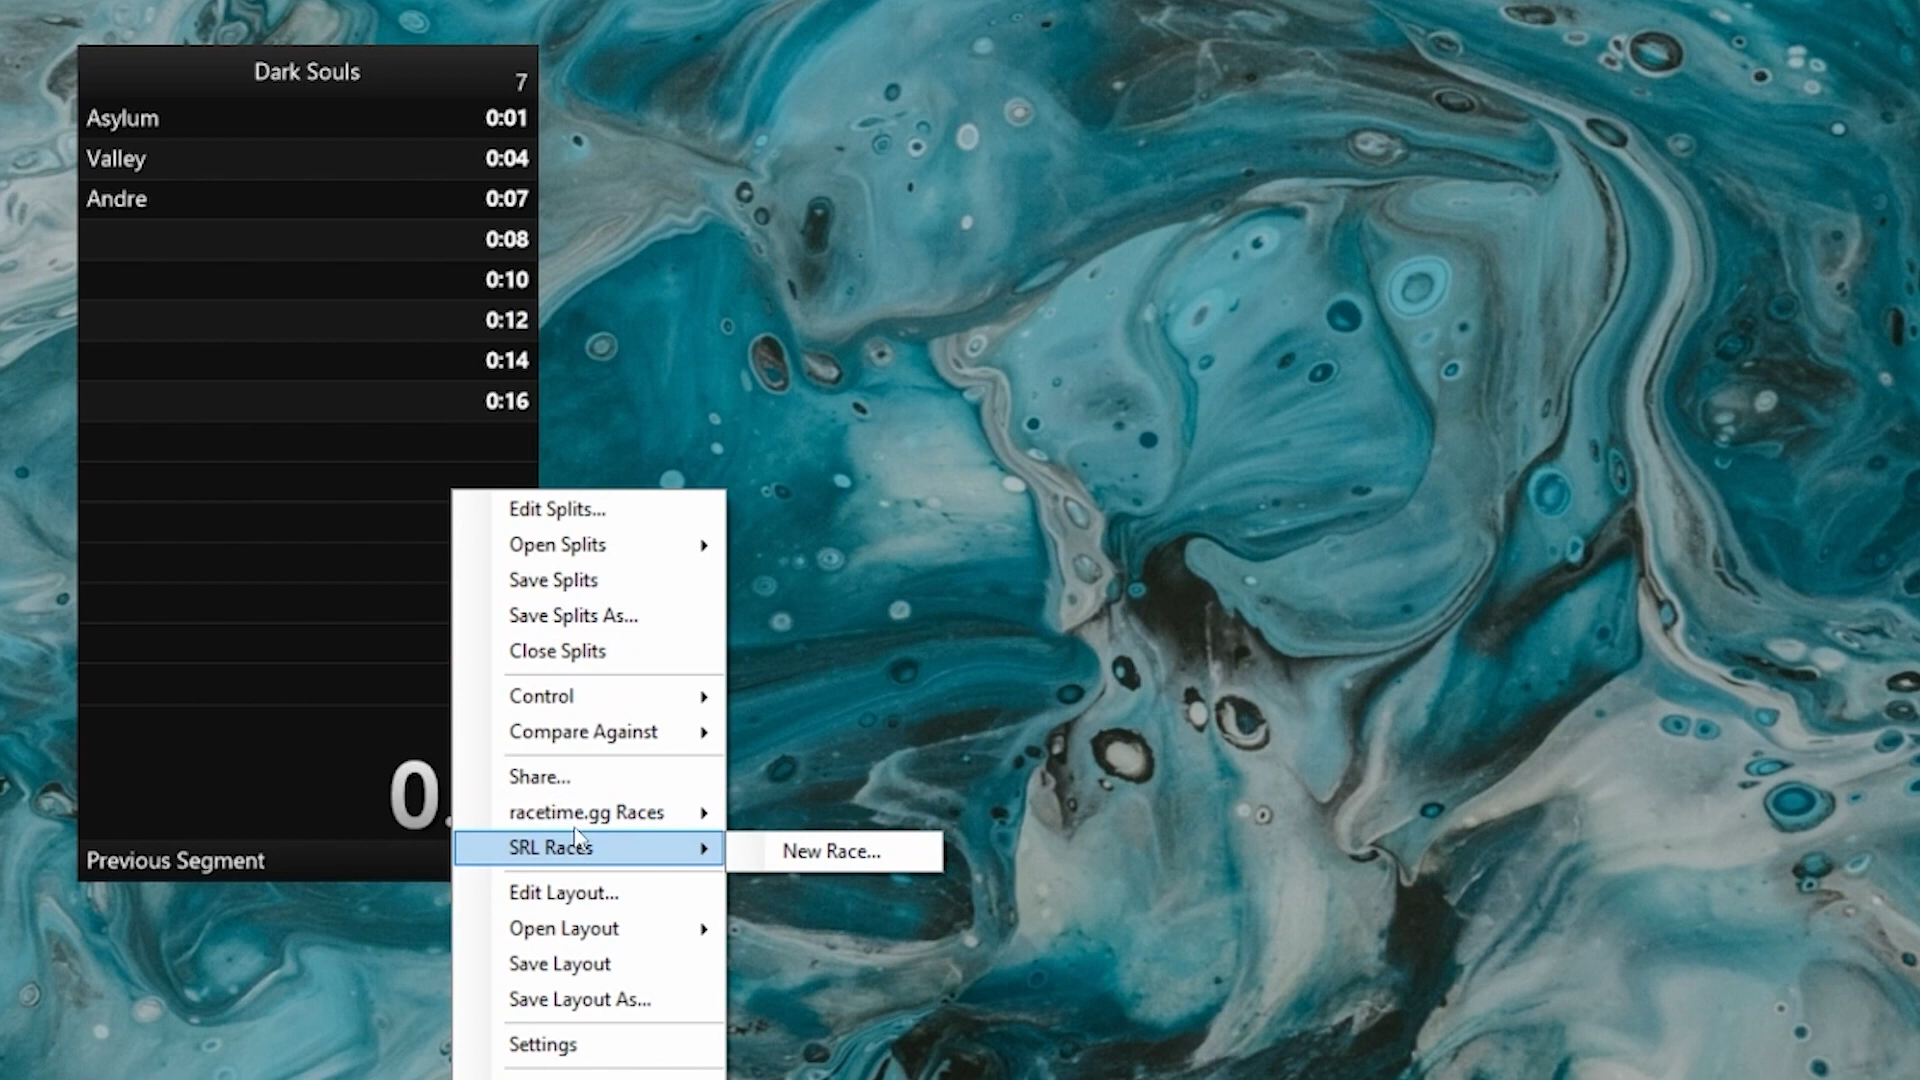 Dark Souls
7
Asylum 0:01
Valley 0:04
Andre 0:07
0:08
0:10
0:12
0:14
0:16
0.
Previous Segment
Edit Splits...
Open Splits
Save Splits
Save Splits As...
Close Splits
Control
Compare Against
Share...
racetime.gg Races
SRL Races
New Race...
Edit Layout...
Open Layout
Save Layout
Save Layout As...
Settings